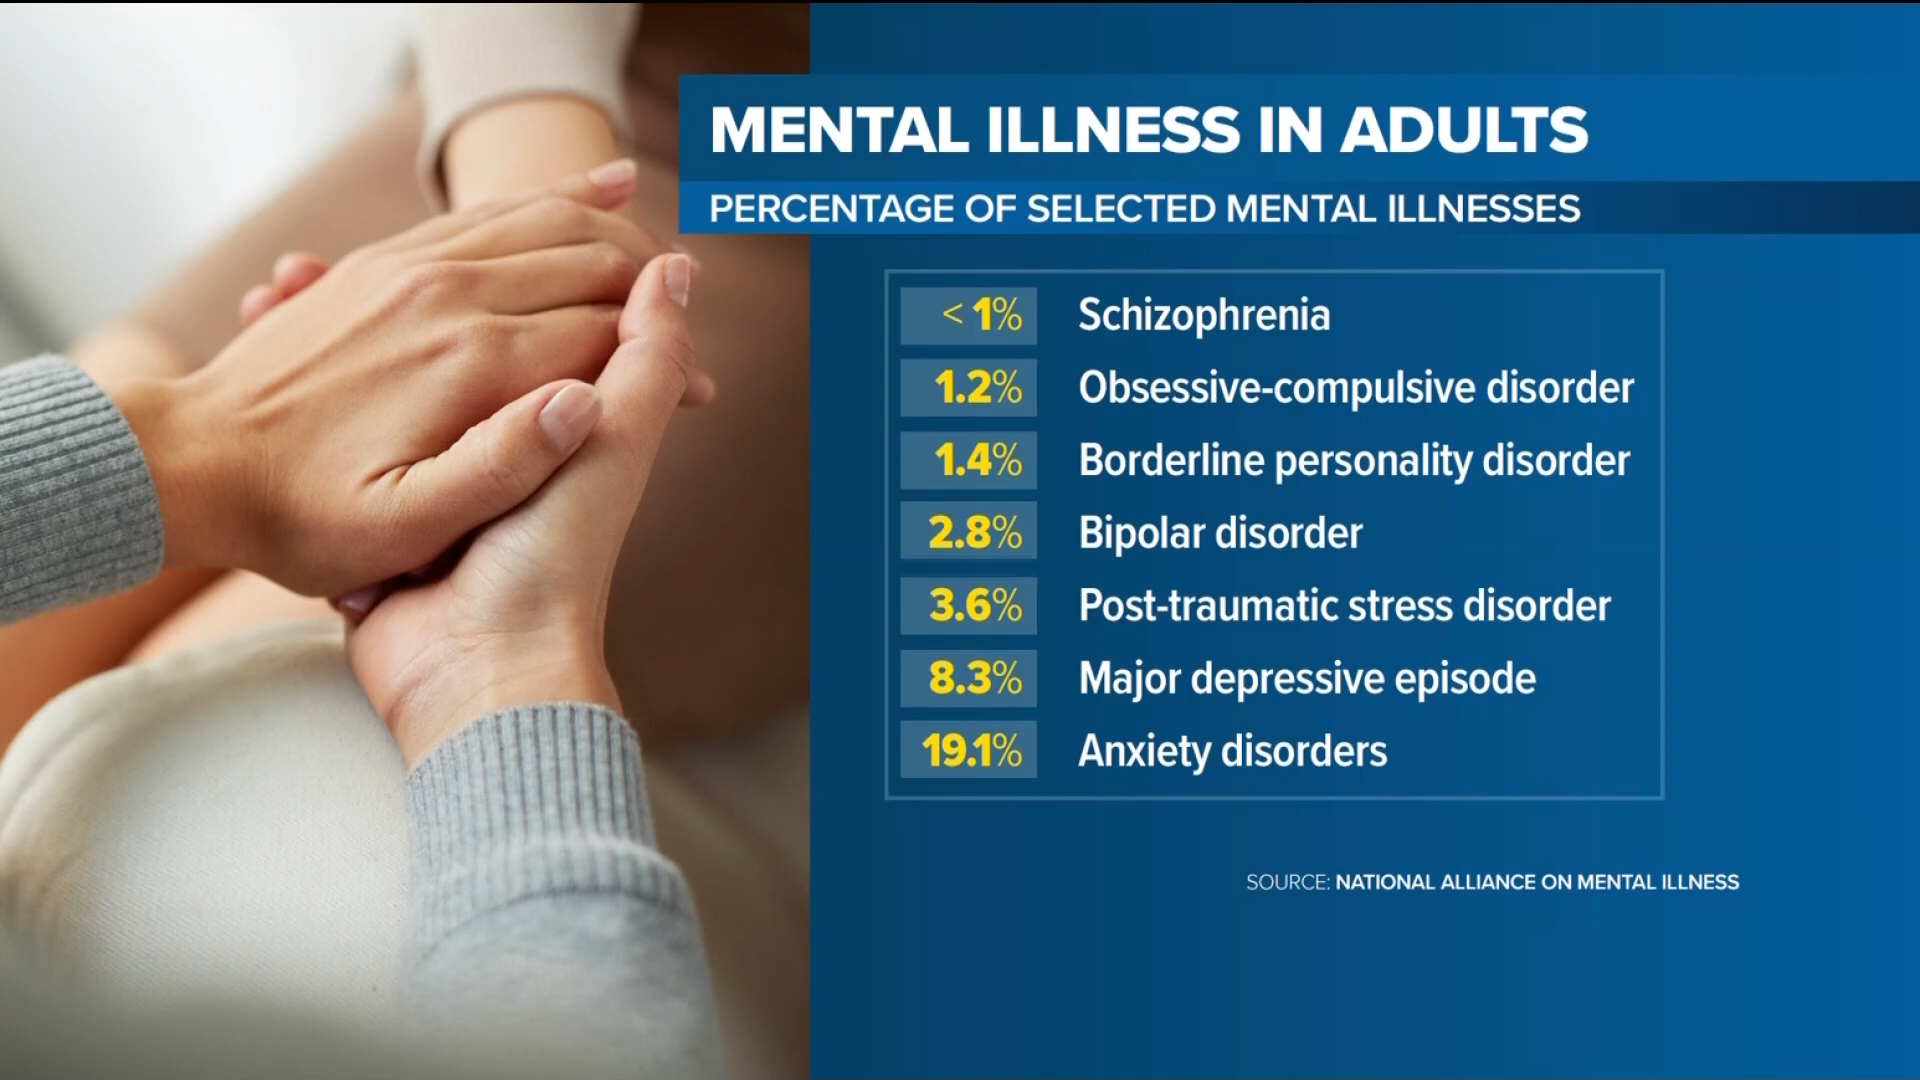 MENTAL ILLNESS IN ADULTS
PERCENTAGE OF SELECTED MENTAL ILLNESSES
< 1% Schizophrenia
1.2% Obsessive-compulsive disorder
1.4% Borderline personality disorder
2.8% Bipolar disorder
3.6% Post-traumatic stress disorder
8.3% Major depressive episode
19.1% Anxiety disorders
SOURCE: NATIONAL ALLIANCE ON MENTAL ILLNESS